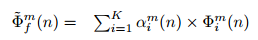 Φ̃_f^m(n) = ∑_{i=1}^K α_i^m(n) × Φ_i^m(n)